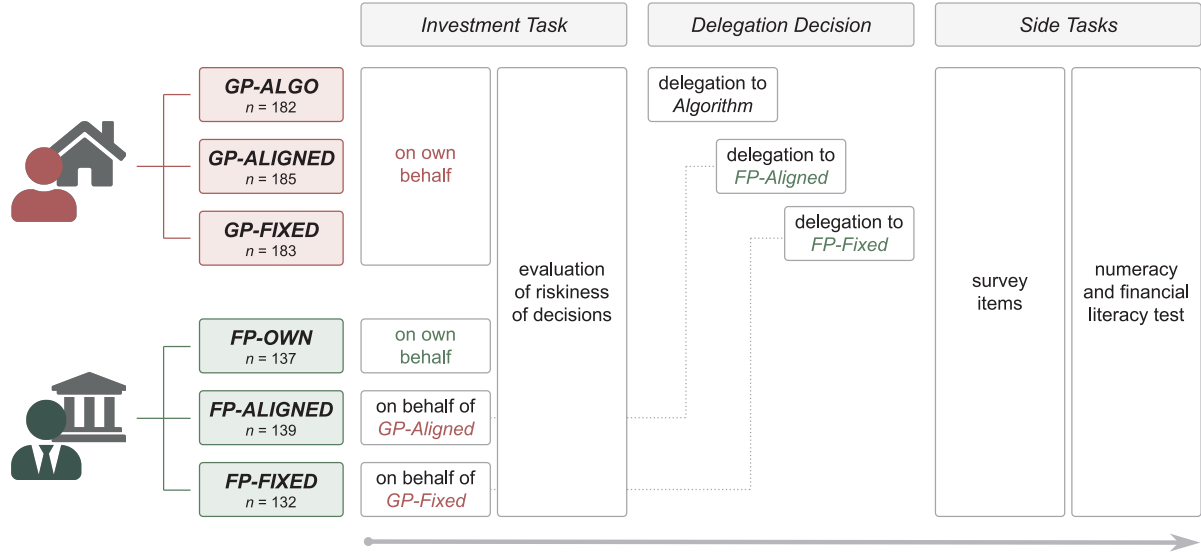 Investment Task
Delegation Decision
Side Tasks
GP-ALGO
n = 182
GP-ALIGNED
n = 185
GP-FIXED
n = 183
on own
behalf
FP-OWN
n = 137
FP-ALIGNED
n = 139
FP-FIXED
n = 132
on own
behalf
on behalf of
GP-Aligned
on behalf of
GP-Fixed
evaluation
of riskiness
of decisions
delegation to
Algorithm
delegation to
FP-Aligned
delegation to
FP-Fixed
survey
items
numeracy
and financial
literacy test